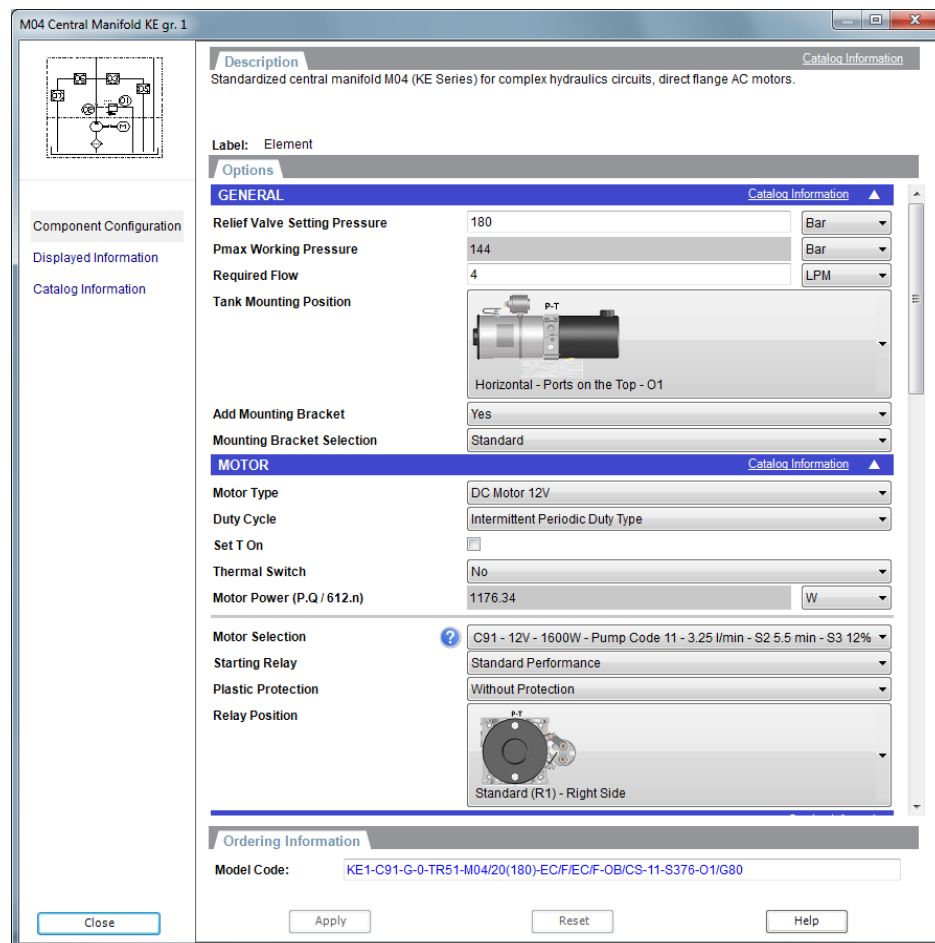 M04 Central Manifold KE gr. 1
Description
Catalog Information
Standardized central manifold M04 (KE Series) for complex hydraulics circuits, direct flange AC motors.
Label: Element
Options
Component Configuration
Displayed Information
Catalog Information
GENERAL Catalog Information
Relief Valve Setting Pressure 180 Bar
Pmax Working Pressure 144 Bar
Required Flow 4 LPM
Tank Mounting Position
P-T
Horizontal - Ports on the Top - O1
Add Mounting Bracket Yes
Mounting Bracket Selection Standard
MOTOR Catalog Information
Motor Type DC Motor 12V
Duty Cycle Intermittent Periodic Duty Type
Set T On
Thermal Switch No
Motor Power (P.Q / 612.n) 1176.34 W
Motor Selection ? C91 - 12V - 1600W - Pump Code 11 - 3.25 l/min - S2 5.5 min - S3 12%
Starting Relay Standard Performance
Plastic Protection Without Protection
Relay Position
P-T
Standard (R1) - Right Side
Ordering Information
Model Code: KE1-C91-G-0-TR51-M04/20(180)-EC/F/EC/F-OB/CS-11-S376-O1/G80
Close Apply Reset Help